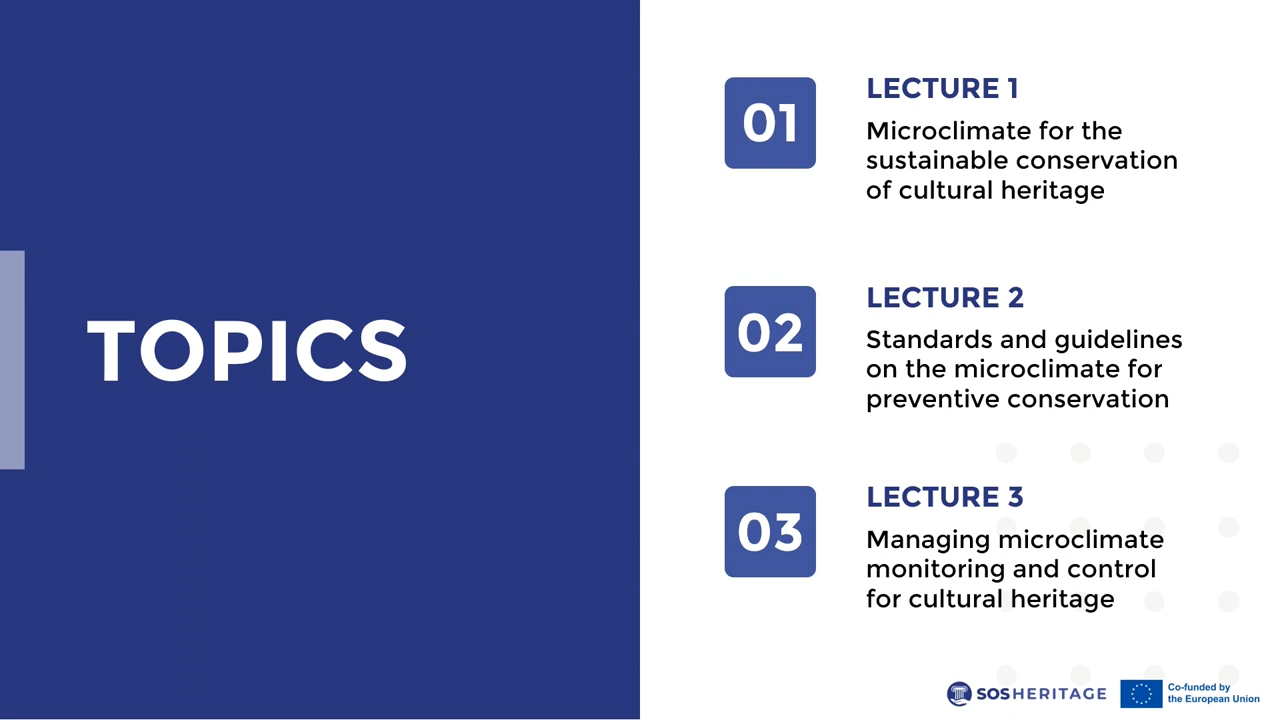 TOPICS
01
LECTURE 1
Microclimate for the
sustainable conservation
of cultural heritage
02
LECTURE 2
Standards and guidelines
on the microclimate for
preventive conservation
03
LECTURE 3
Managing microclimate
monitoring and control
for cultural heritage
SOSHERITAGE
Co-funded by
the European Union